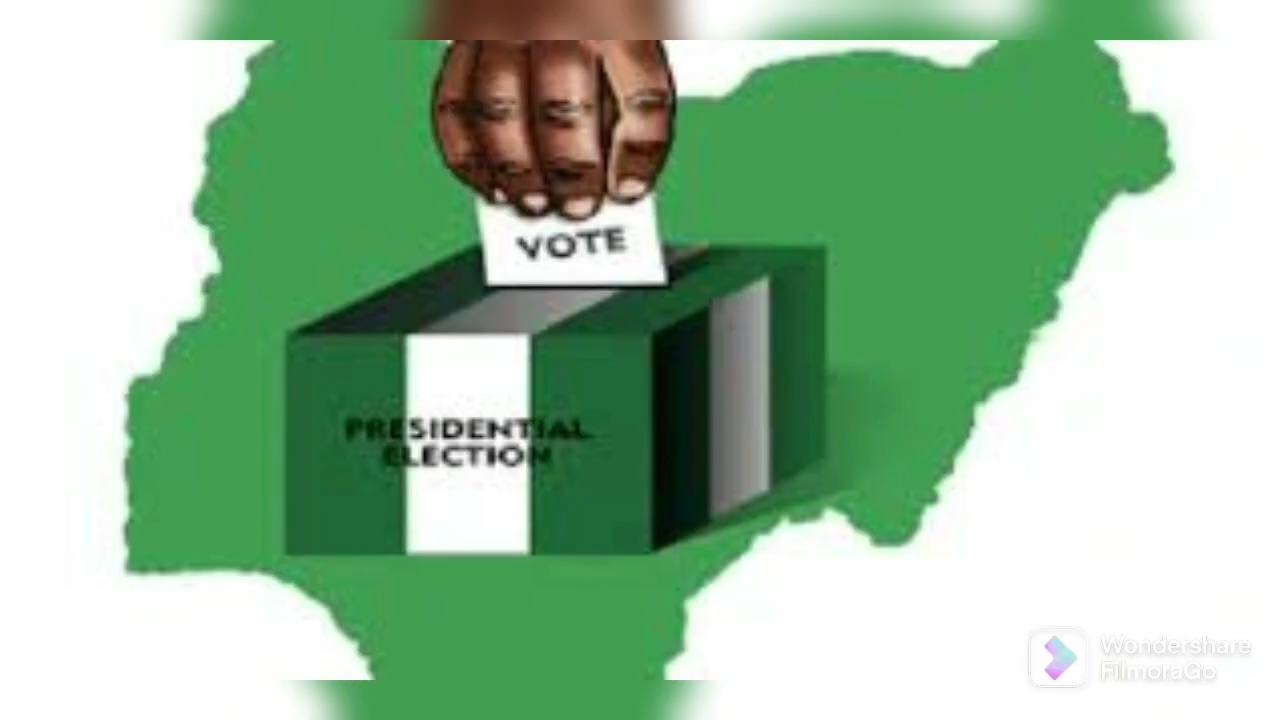 VOTE
PRESIDENTIAL
ELECTION
Wondershare
FilmoraGo